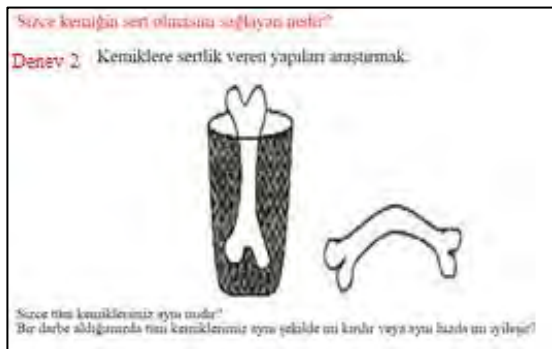 Sizce kemiğin sert olmasını sağlayan nedir?
Deney 2 Kemiklere sertlik veren yapıları araştırmak.
Sizce tüm kemiklerimiz aynı mıdır?
Bir darbe aldığımızda tüm kemiklerimiz aynı şekilde mi kırılır veya aynı hızda mı iyileşir?